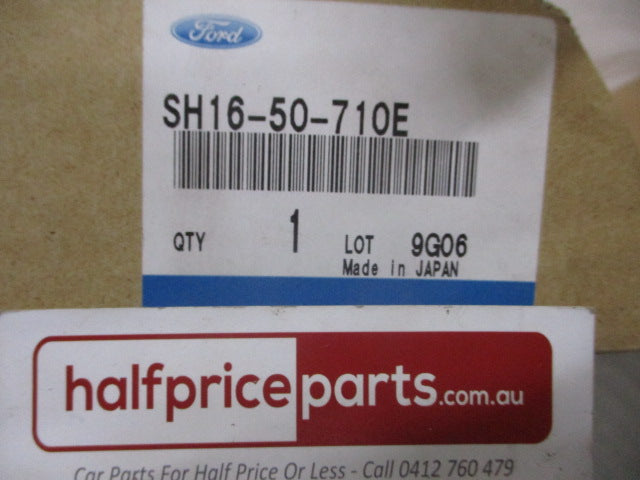 Ford
SH16-50-710E
QTY 1 LOT 9G06
Made in JAPAN
halfpriceparts.com.au
Car Parts For Half Price Or Less - Call 0412 760 479